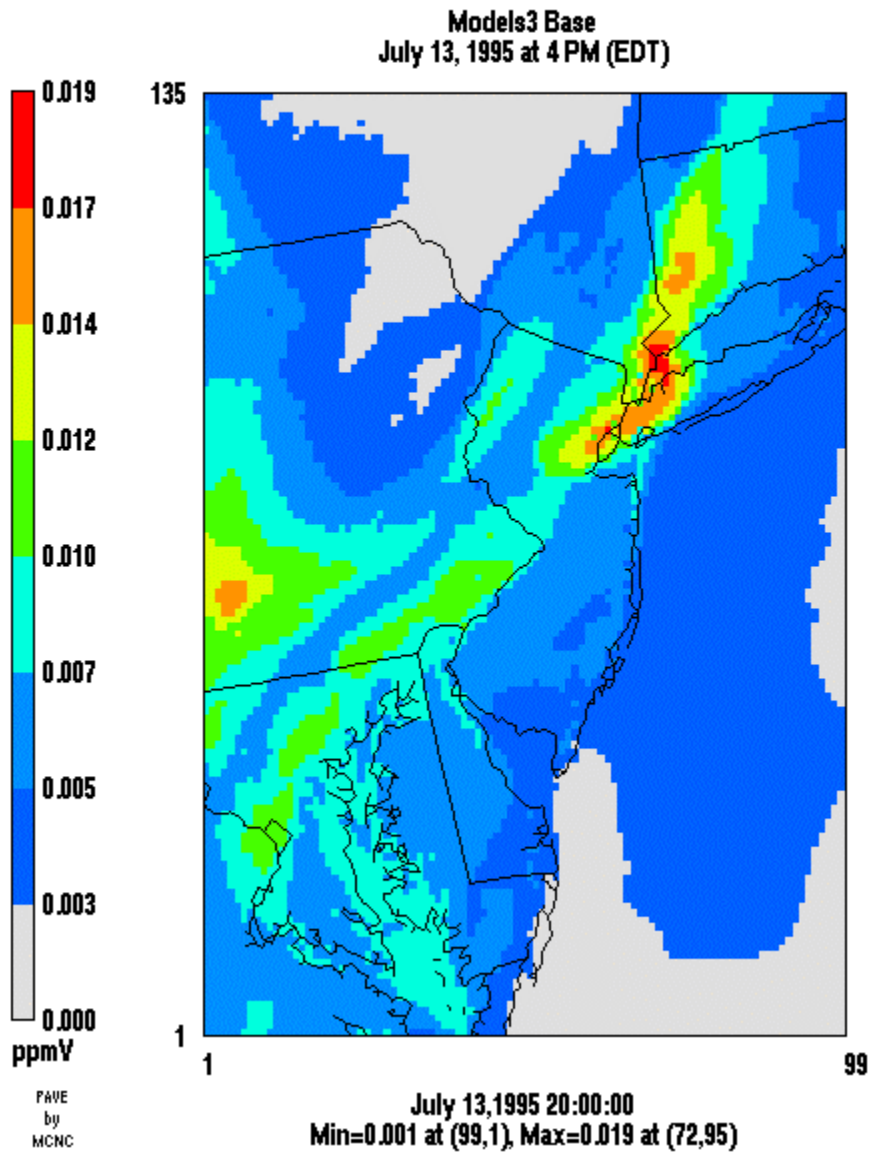 Models3 Base
July 13, 1995 at 4 PM (EDT)
0.019
0.017
0.014
0.012
0.010
0.007
0.005
0.003
0.000
ppmV
135
1
1
99
PAVE
by
MCNC
July 13,1995 20:00:00
Min=0.001 at (99,1), Max=0.019 at (72,95)